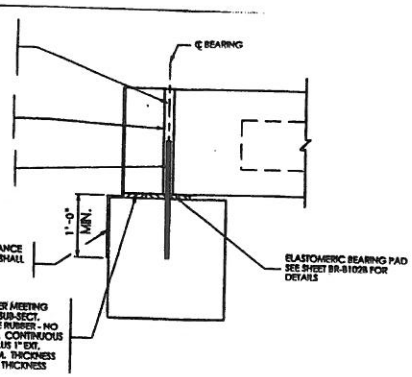 ℄ BEARING
1'-0"
MIN.
ANCE
SHALL
ELASTOMERIC BEARING PAD
SEE SHEET BR-B102B FOR
DETAILS
ER MEETING
SUB-SECT.
RUBBER - NO
CONTINUOUS
LUS 1" EXT.
THICKNESS
THICKNESS